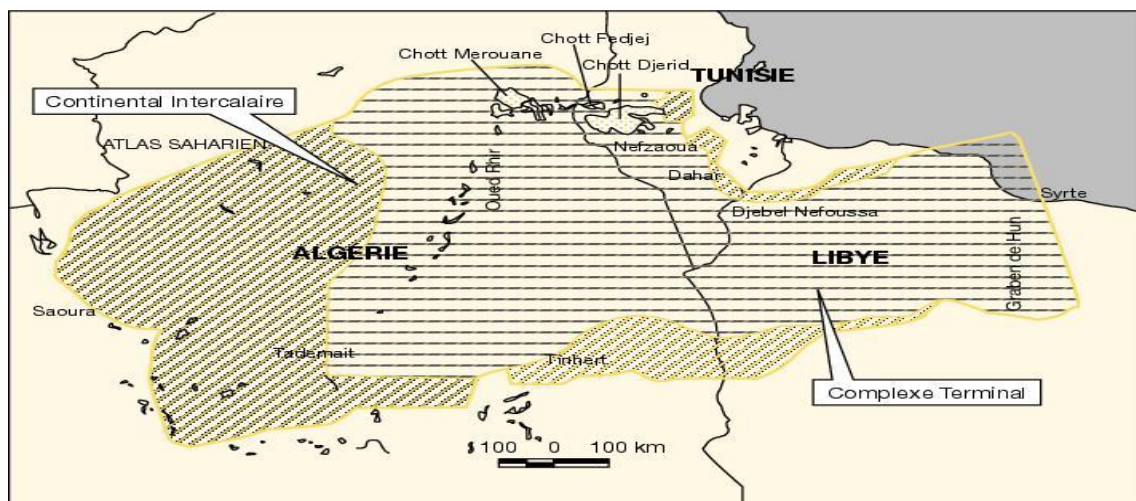 Chott Fedjej
Chott Merouane
Chott Djerid
TUNISIE
Continental Intercalaire
ATLAS SAHARIEN
Nefzaoua
Oued Rhir
Dahar
Syrte
Djebel Nefoussa
ALGÉRIE
LIBYE
Graben de Hun
Saoura
Tademait
Tinhert
Complexe Terminal
100 0 100 km